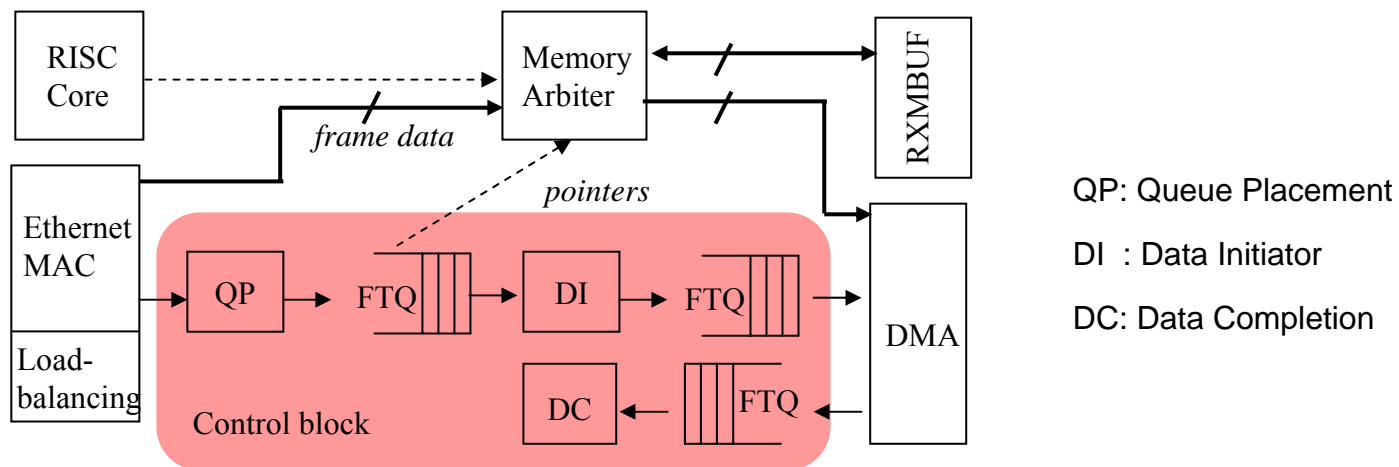 RISC
Core
Memory
Arbiter
RXMBUF
frame data
pointers
Ethernet
MAC
Load-
balancing
QP
FTQ
DI
FTQ
DMA
DC
FTQ
Control block
QP: Queue Placement
DI : Data Initiator
DC: Data Completion